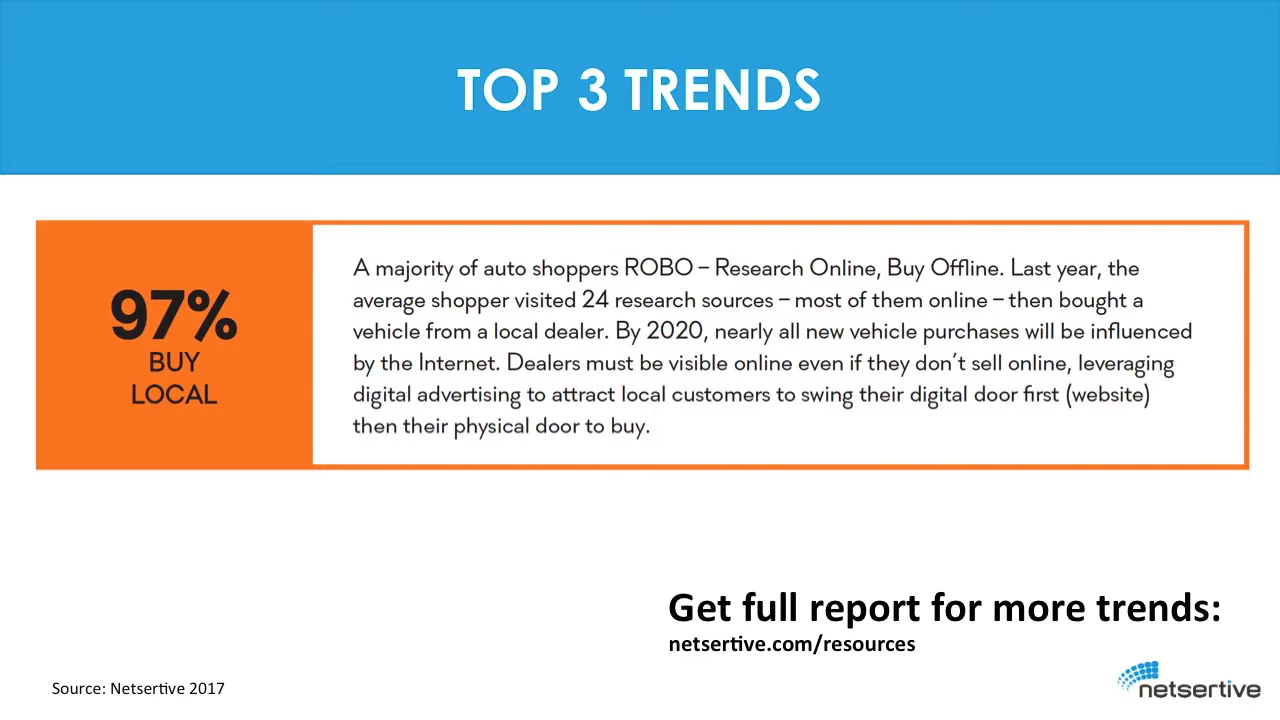 TOP 3 TRENDS
97%
BUY
LOCAL
A majority of auto shoppers ROBO – Research Online, Buy Offline. Last year, the
average shopper visited 24 research sources – most of them online – then bought a
vehicle from a local dealer. By 2020, nearly all new vehicle purchases will be influenced
by the Internet. Dealers must be visible online even if they don't sell online, leveraging
digital advertising to attract local customers to swing their digital door first (website)
then their physical door to buy.
Get full report for more trends:
netsertive.com/resources
Source: Netsertive 2017
netsertive